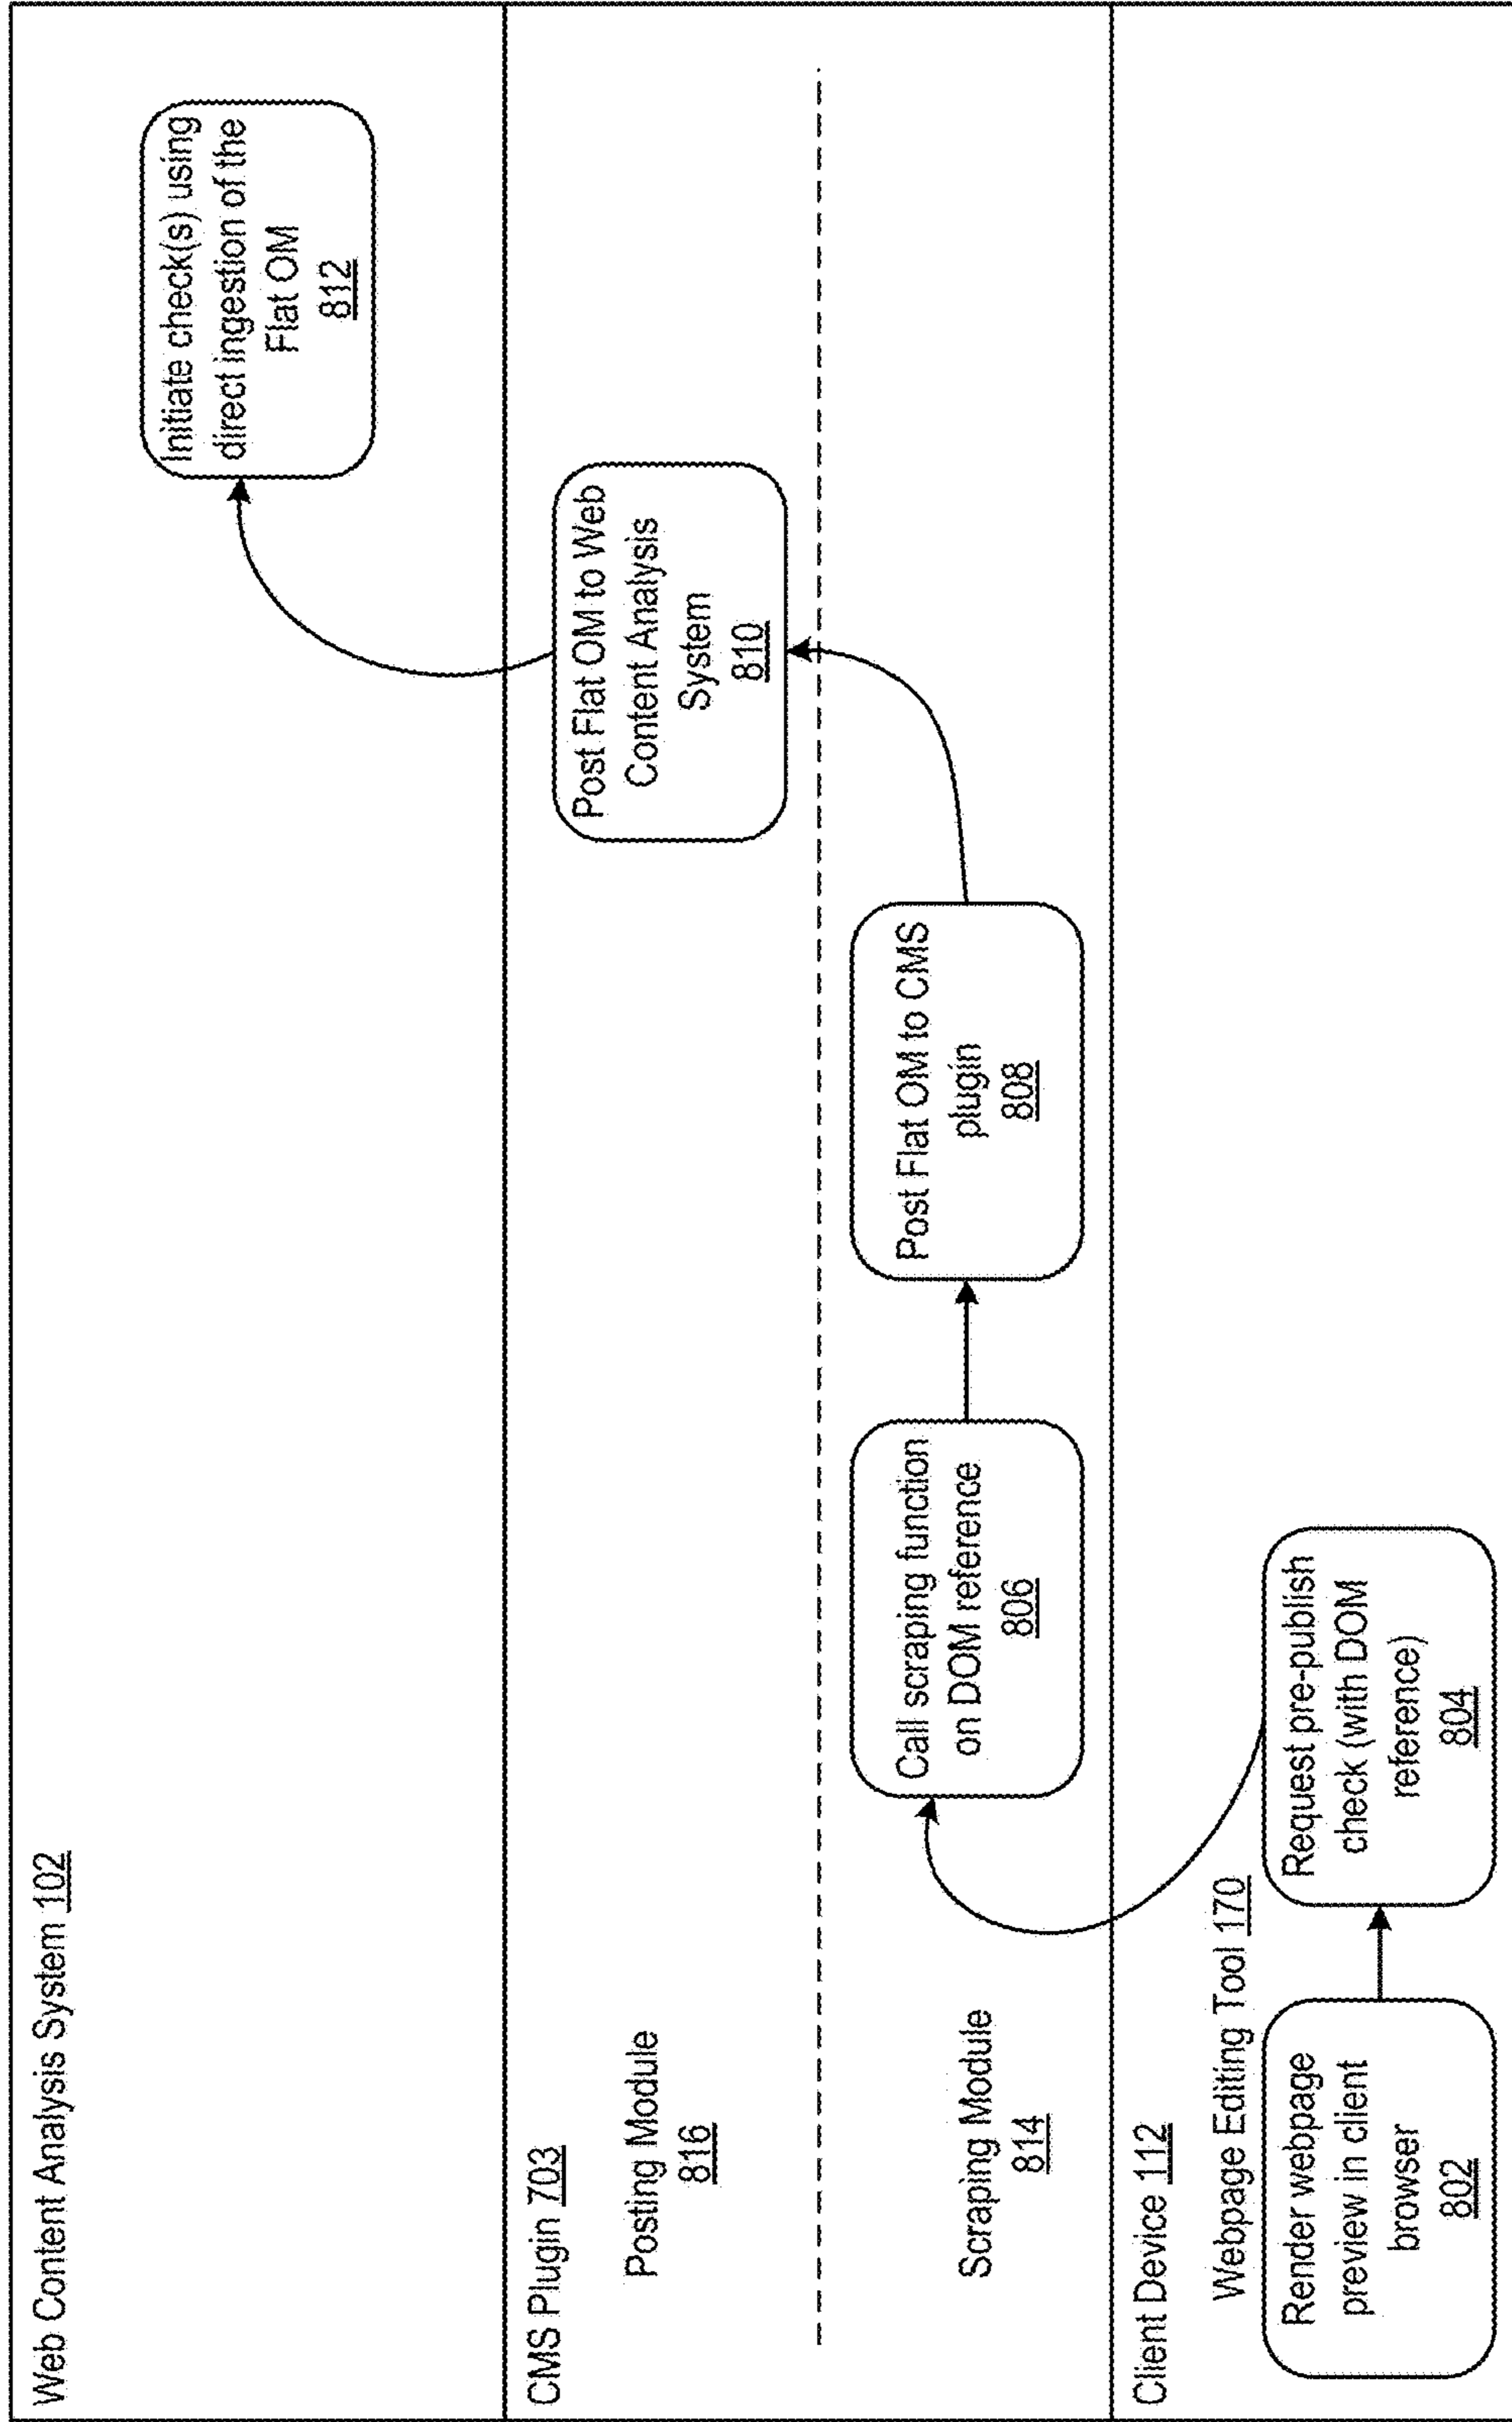 Web Content Analysis System 102
Initiate check(s) using
direct ingestion of the
Flat OM
812
CMS Plugin 703
Posting Module
816
Post Flat OM to Web
Content Analysis
System
810
Scraping Module
814
Call scraping function
on DOM reference
806
Post Flat OM to CMS
plugin
808
Client Device 112
Webpage Editing Tool 170
Render webpage
preview in client
browser
802
Request pre-publish
check (with DOM
reference)
804